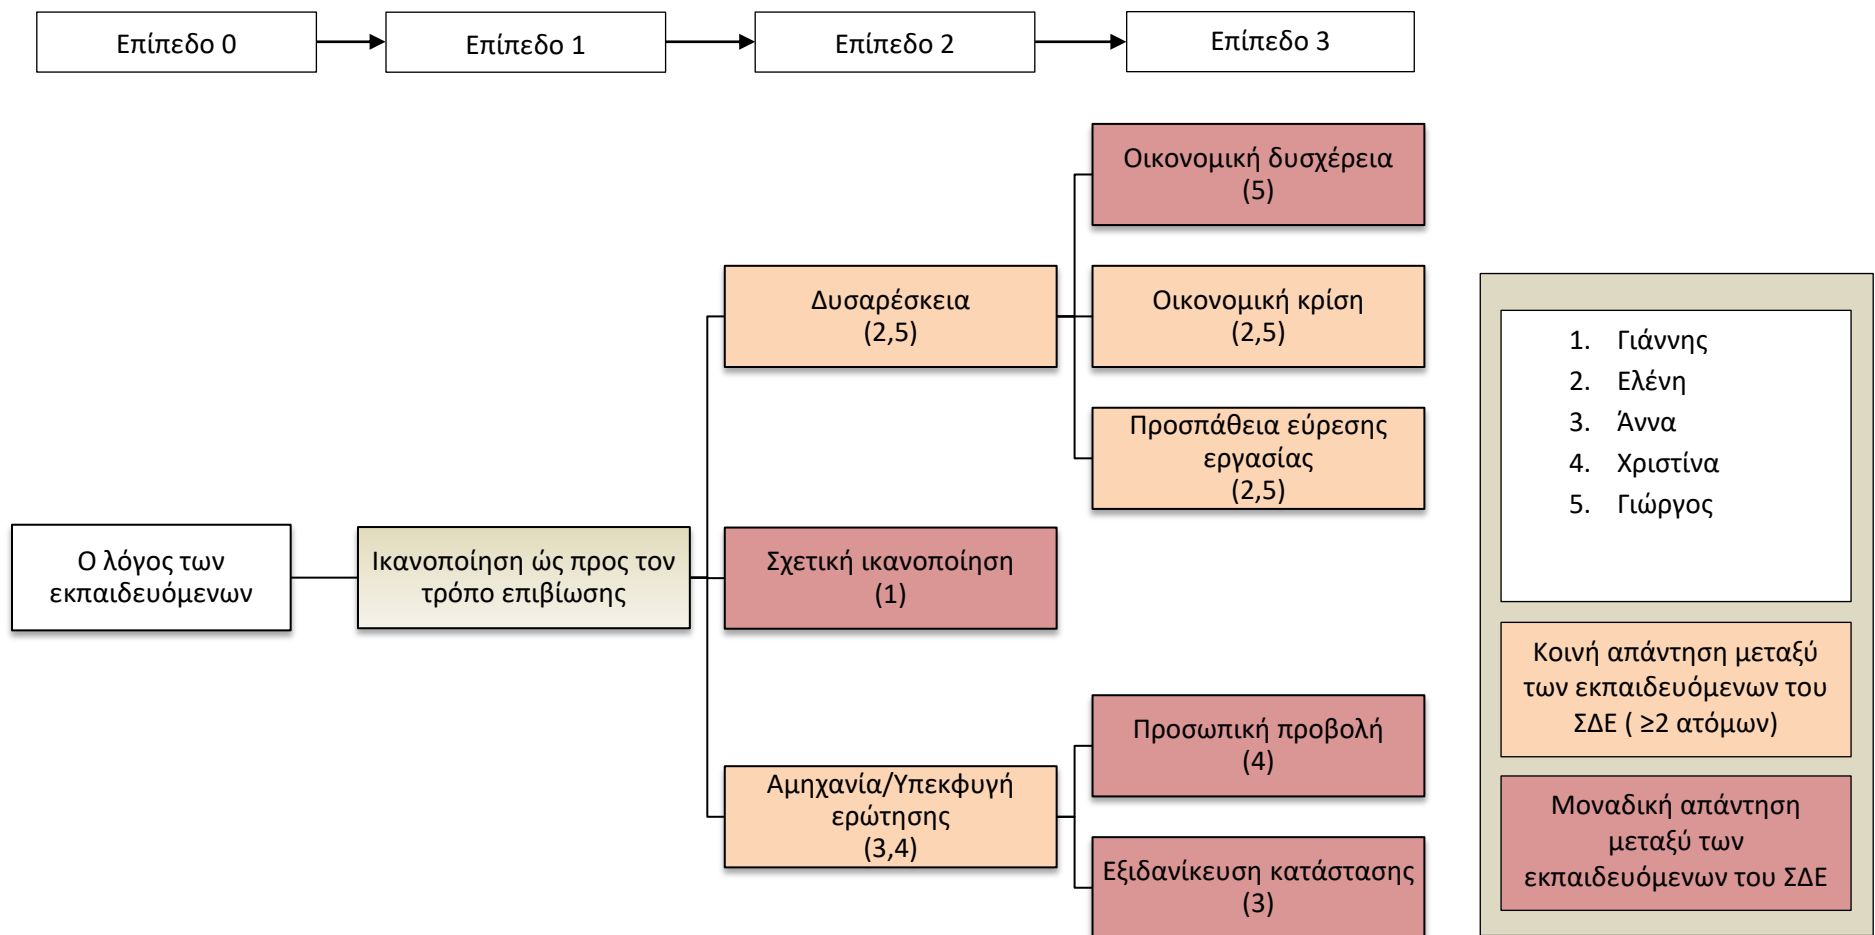 Επίπεδο 0
Επίπεδο 1
Επίπεδο 2
Επίπεδο 3
Ο λόγος των
εκπαιδευόμενων
Ικανοποίηση ώς προς τον
τρόπο επιβίωσης
Δυσαρέσκεια
(2,5)
Οικονομική δυσχέρεια
(5)
Οικονομική κρίση
(2,5)
Προσπάθεια εύρεσης
εργασίας
(2,5)
Σχετική ικανοποίηση
(1)
Αμηχανία/Υπεκφυγή
ερώτησης
(3,4)
Προσωπική προβολή
(4)
Εξιδανίκευση κατάστασης
(3)
1. Γιάννης
2. Ελένη
3. Άννα
4. Χριστίνα
5. Γιώργος
Κοινή απάντηση μεταξύ
των εκπαιδευόμενων του
ΣΔΕ ( ≥2 ατόμων)
Μοναδική απάντηση
μεταξύ των
εκπαιδευόμενων του ΣΔΕ